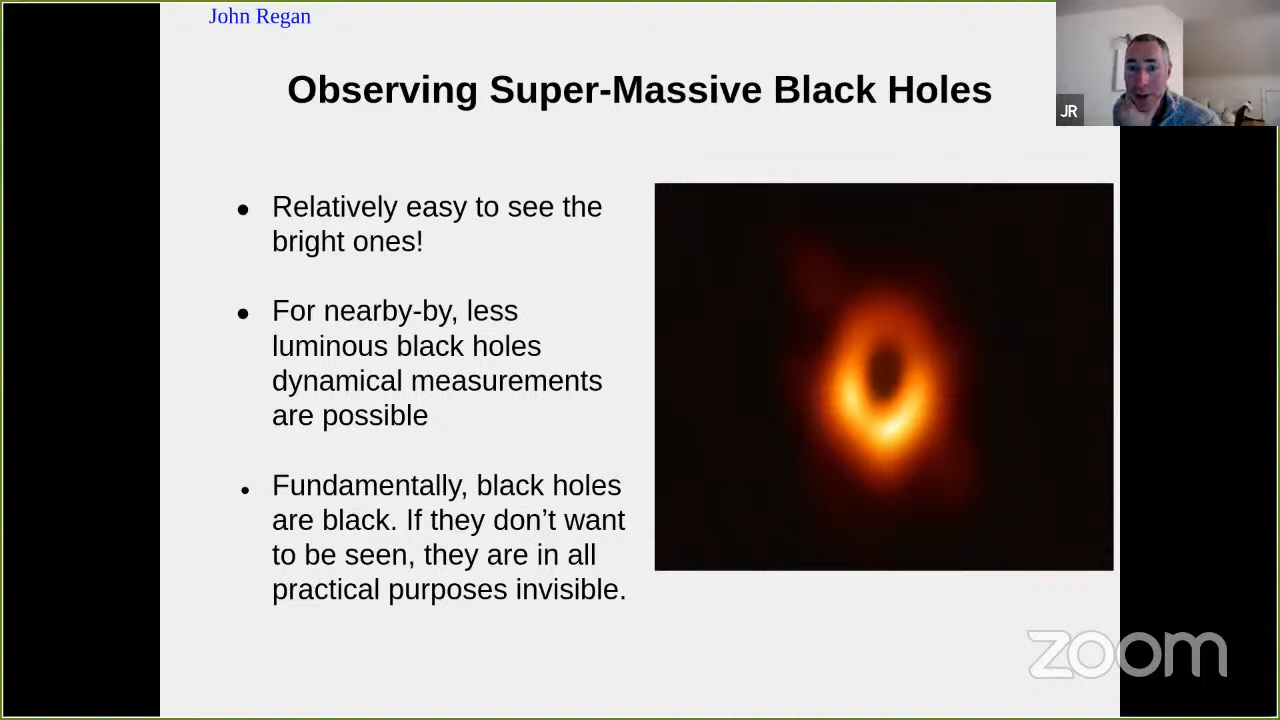 John Regan
Observing Super-Massive Black Holes
JR
● Relatively easy to see the
bright ones!
● For nearby-by, less
luminous black holes
dynamical measurements
are possible
● Fundamentally, black holes
are black. If they don’t want
to be seen, they are in all
practical purposes invisible.
zoom